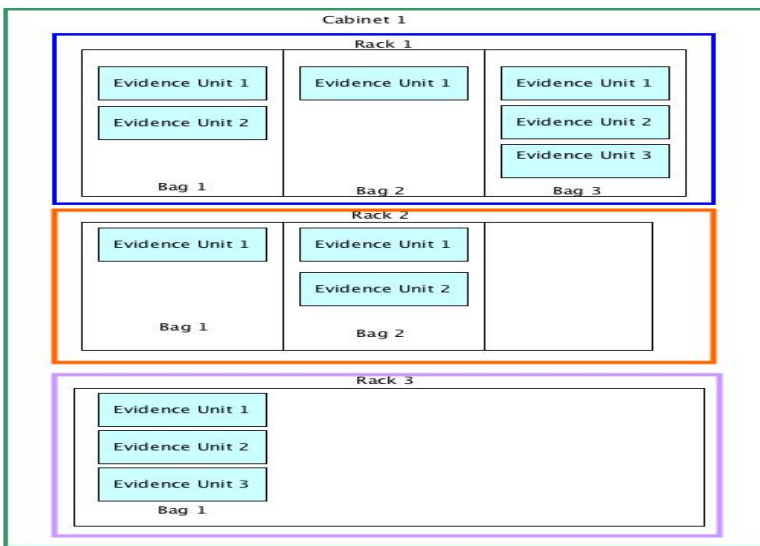 Cabinet 1
Rack 1
Evidence Unit 1
Evidence Unit 2
Bag 1
Evidence Unit 1
Bag 2
Evidence Unit 1
Evidence Unit 2
Evidence Unit 3
Bag 3
Rack 2
Evidence Unit 1
Bag 1
Evidence Unit 1
Evidence Unit 2
Bag 2
Rack 3
Evidence Unit 1
Evidence Unit 2
Evidence Unit 3
Bag 1